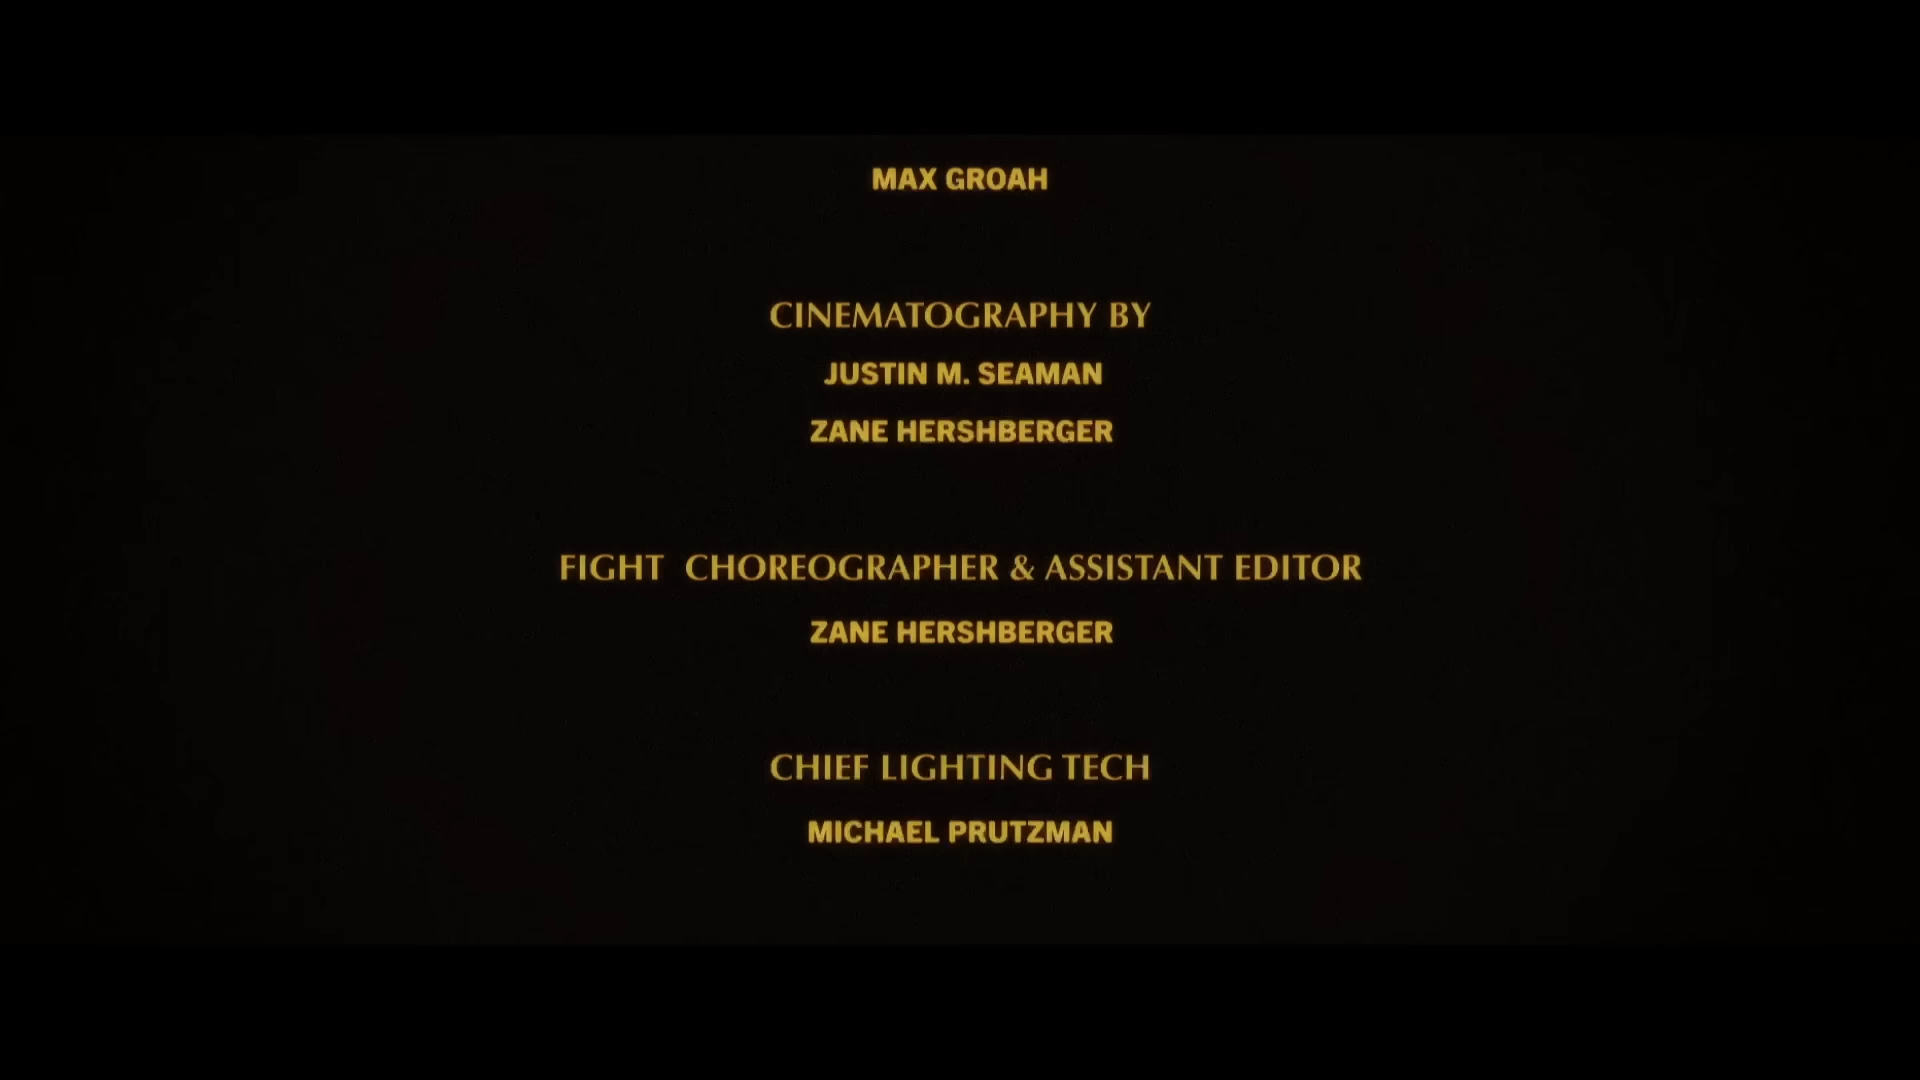 MAX GROAH
CINEMATOGRAPHY BY
JUSTIN M. SEAMAN
ZANE HERSHBERGER
FIGHT  CHOREOGRAPHER & ASSISTANT EDITOR
ZANE HERSHBERGER
CHIEF LIGHTING TECH
MICHAEL PRUTZMAN